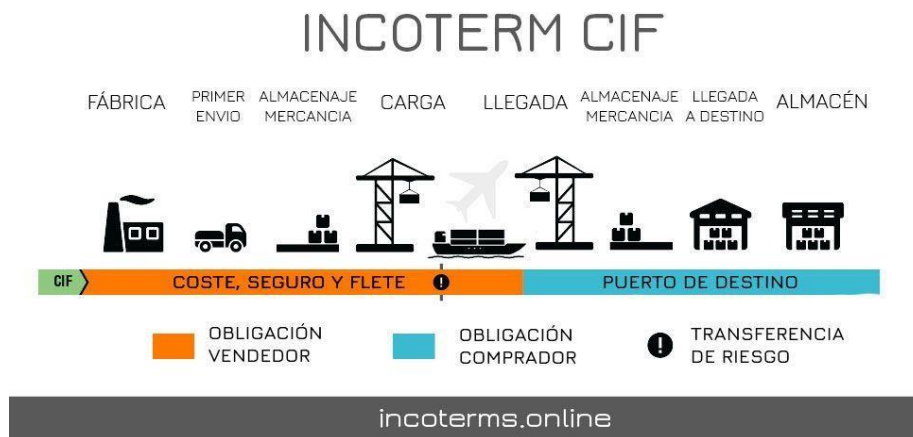 INCOTERM CIF
FÁBRICA
PRIMER
ENVIO
ALMACENAJE
MERCANCIA
CARGA
LLEGADA
ALMACENAJE
MERCANCIA
LLEGADA
A DESTINO
ALMACÉN
CIF
COSTE, SEGURO Y FLETE
PUERTO DE DESTINO
OBLIGACIÓN
VENDEDOR
OBLIGACIÓN
COMPRADOR
TRANSFERENCIA
DE RIESGO
incoterms.online